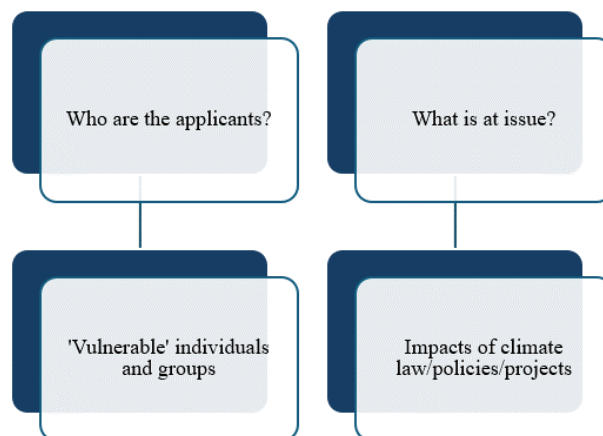 Who are the applicants?
What is at issue?
'Vulnerable' individuals
and groups
Impacts of climate
law/policies/projects